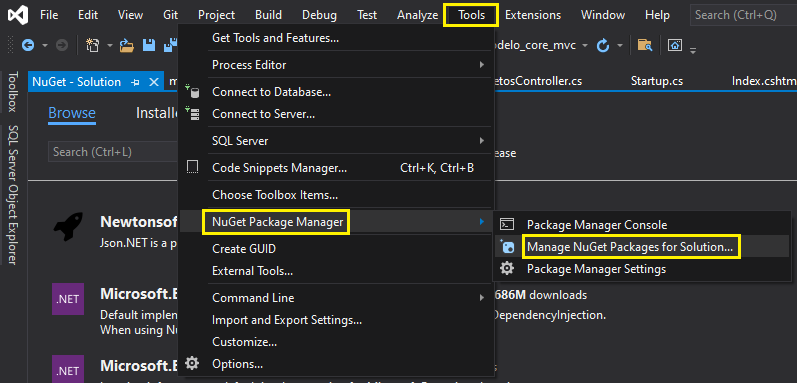 File Edit View Git Project Build Debug Test Analyze Tools Extensions Window Help Search (Ctrl+Q)
delo_core_mvc
NuGet - Solution etosController.cs Startup.cs Index.cshtm
Toolbox
SQL Server Object Explorer
Browse Installe
Search (Ctrl+L) ease
Get Tools and Features...
Process Editor
Connect to Database...
Connect to Server...
SQL Server
Code Snippets Manager... Ctrl+K, Ctrl+B
Choose Toolbox Items...
NuGet Package Manager
Create GUID
External Tools...
Command Line
Import and Export Settings...
Customize...
Options...
Package Manager Console
Manage NuGet Packages for Solution...
Package Manager Settings
Newtonsof
Json.NET is a p
.NET
Microsoft.E
686M downloads
Default implem
DependencyInjection.
When using Nu
.NET
Microsoft.E